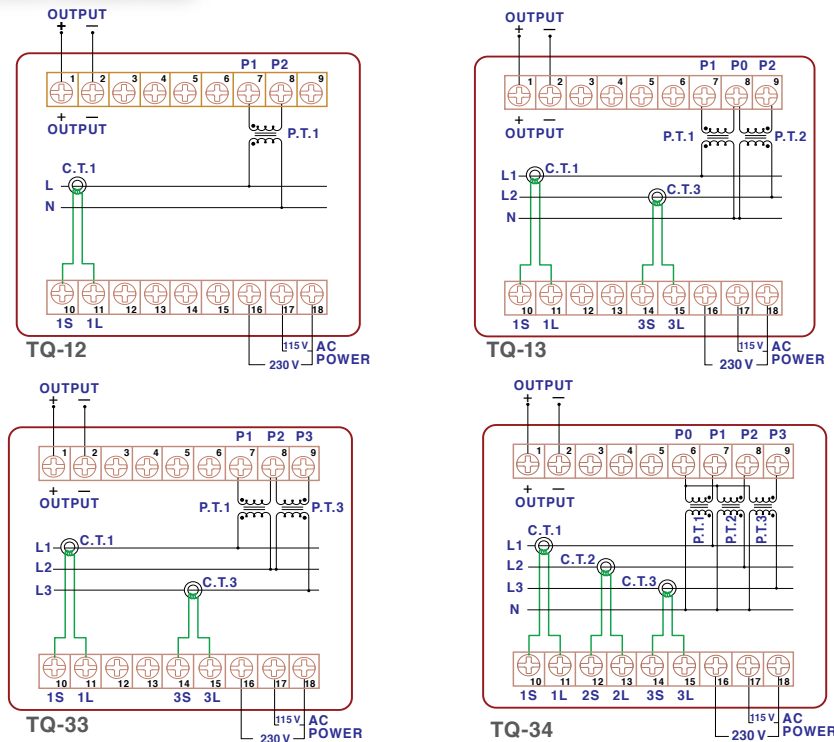 OUTPUT
+ −
P1 P2
1 2 3 4 5 6 7 8 9
+ −
OUTPUT
P.T.1
C.T.1
L
N
10 11 12 13 14 15 16 17 18
1S 1L
TQ-12
115 V AC
230 V POWER
OUTPUT
+ −
P1 P0 P2
1 2 3 4 5 6 7 8 9
+ −
OUTPUT
P.T.1 P.T.2
L1 C.T.1
L2 C.T.3
N
10 11 12 13 14 15 16 17 18
1S 1L 3S 3L
TQ-13
115 V AC
230 V POWER
OUTPUT
+ −
P1 P2 P3
1 2 3 4 5 6 7 8 9
+ −
OUTPUT
P.T.1 P.T.3
C.T.1
L1
L2
L3 C.T.3
10 11 12 13 14 15 16 17 18
1S 1L 3S 3L
TQ-33
115 V AC
230 V POWER
OUTPUT
+ −
P0 P1 P2 P3
1 2 3 4 5 6 7 8 9
+ −
OUTPUT
P.T.1 P.T.2 P.T.3
C.T.1
L1
L2 C.T.2
L3 C.T.3
N
10 11 12 13 14 15 16 17 18
1S 1L 2S 2L 3S 3L
TQ-34
115 V AC
230 V POWER